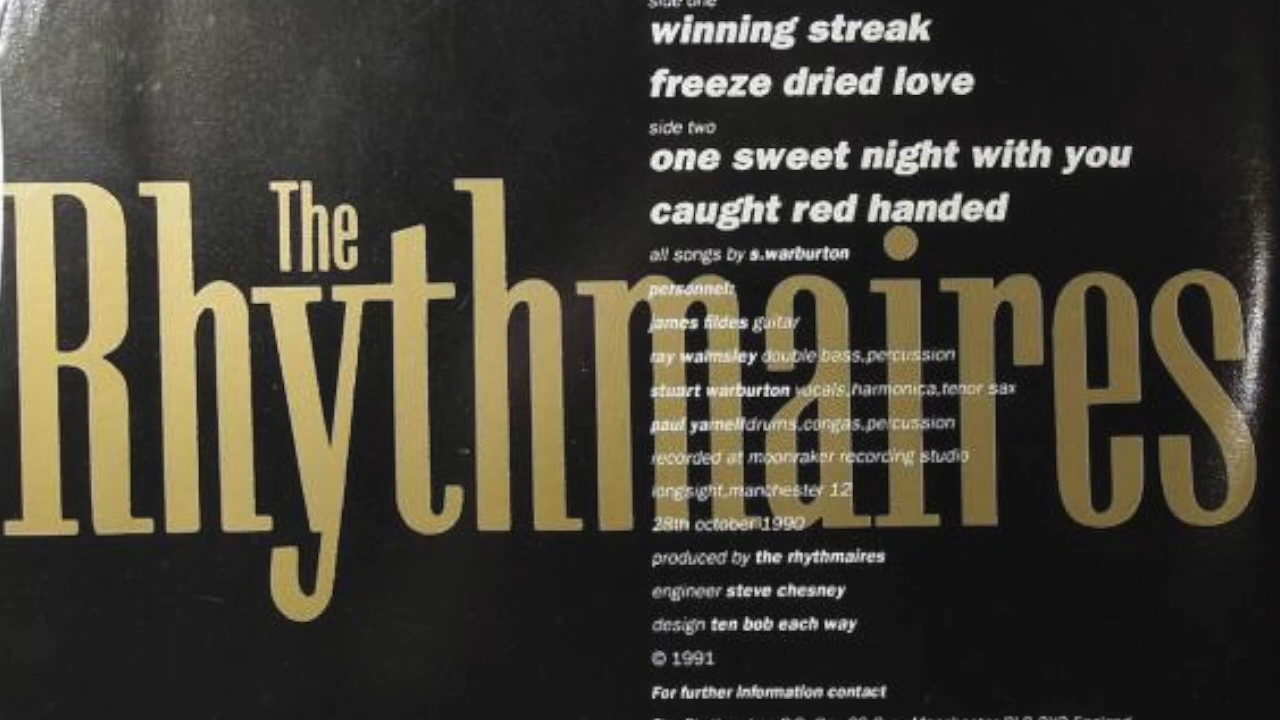 side one
winning streak
freeze dried love
side two
one sweet night with you
caught red handed
The
Rhythmaires
all songs by s.warburton
personnel:
james fildes guitar
ray walmsley double bass,percussion
stuart warburton vocals,harmonica,tenor sax
paul yarnell drums,congas,percussion
recorded at moonraker recording studio
longsight,manchester 12
28th october 1990
produced by the rhythmaires
engineer steve chesney
design ten bob each way
© 1991
For further information contact